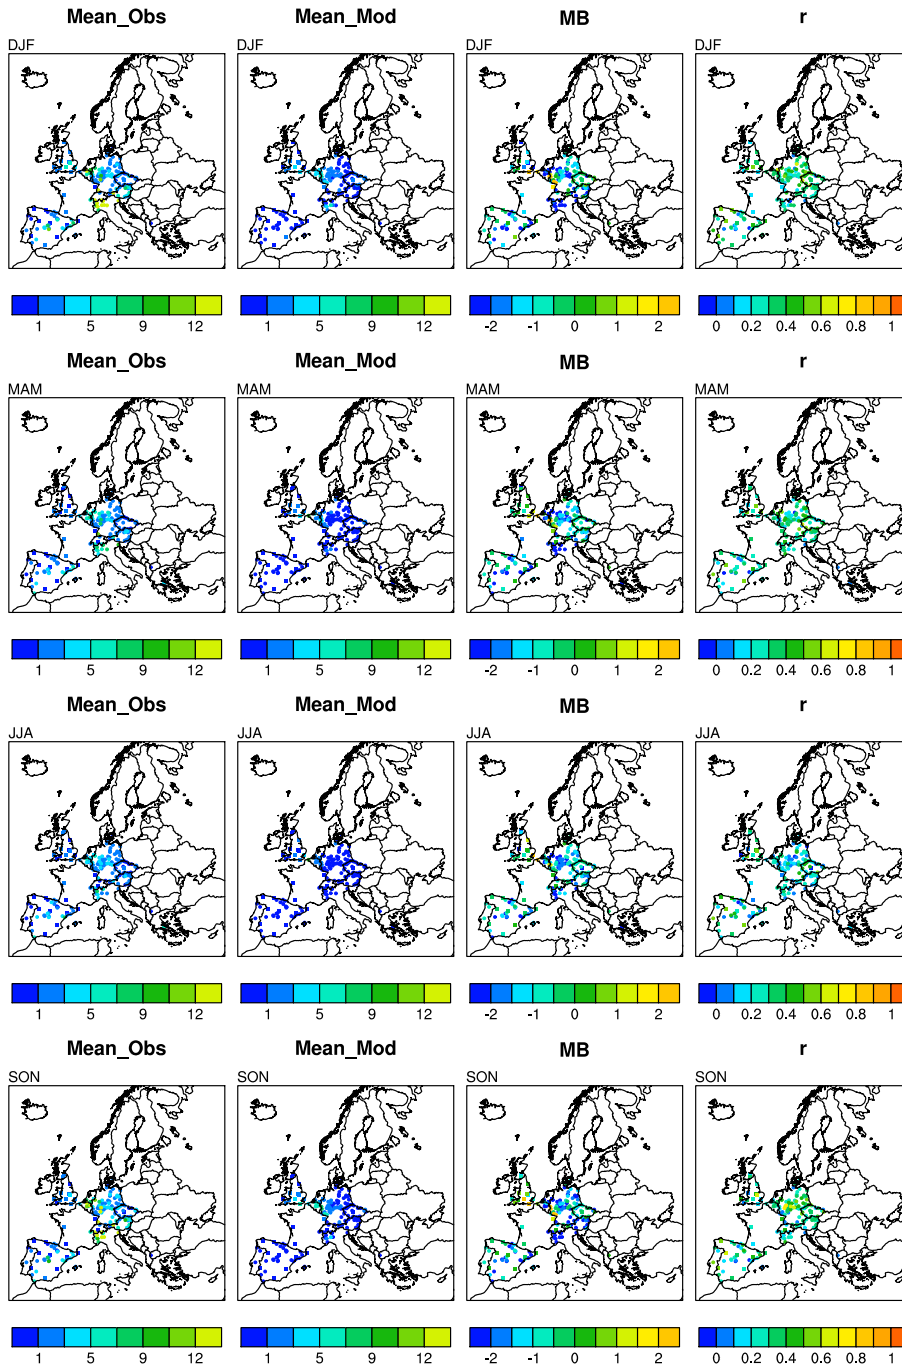 Mean_Obs Mean_Mod MB r
DJF DJF DJF DJF
1 5 9 12 1 5 9 12 -2 -1 0 1 2 0 0.2 0.4 0.6 0.8 1
Mean_Obs Mean_Mod MB r
MAM MAM MAM MAM
1 5 9 12 1 5 9 12 -2 -1 0 1 2 0 0.2 0.4 0.6 0.8 1
Mean_Obs Mean_Mod MB r
JJA JJA JJA JJA
1 5 9 12 1 5 9 12 -2 -1 0 1 2 0 0.2 0.4 0.6 0.8 1
Mean_Obs Mean_Mod MB r
SON SON SON SON
1 5 9 12 1 5 9 12 -2 -1 0 1 2 0 0.2 0.4 0.6 0.8 1